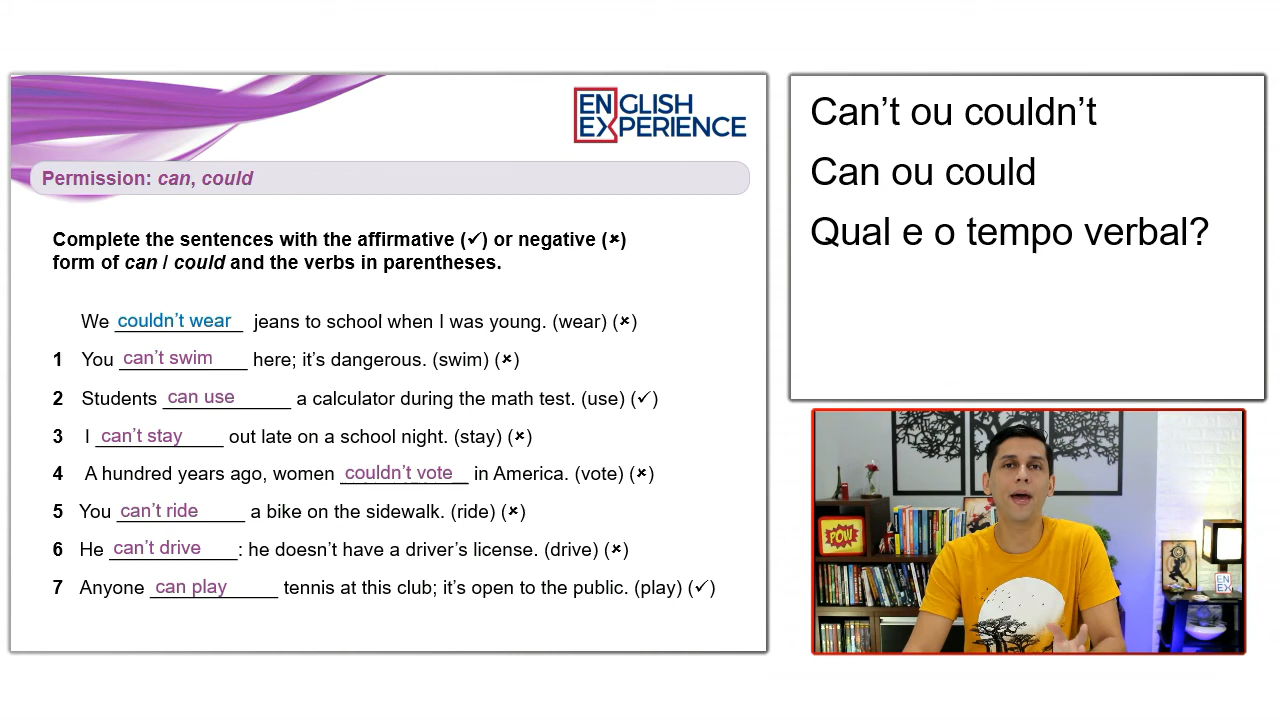 ENGLISH
EXPERIENCE
Permission: can, could
Complete the sentences with the affirmative (✓) or negative (×)
form of can / could and the verbs in parentheses.
We couldn't wear jeans to school when I was young. (wear) (×)
1 You can't swim here; it's dangerous. (swim) (×)
2 Students can use a calculator during the math test. (use) (✓)
3 I can't stay out late on a school night. (stay) (×)
4 A hundred years ago, women couldn't vote in America. (vote) (×)
5 You can't ride a bike on the sidewalk. (ride) (×)
6 He can't drive: he doesn't have a driver's license. (drive) (×)
7 Anyone can play tennis at this club; it's open to the public. (play) (✓)
Can't ou couldn't
Can ou could
Qual e o tempo verbal?
POW
EN
EX